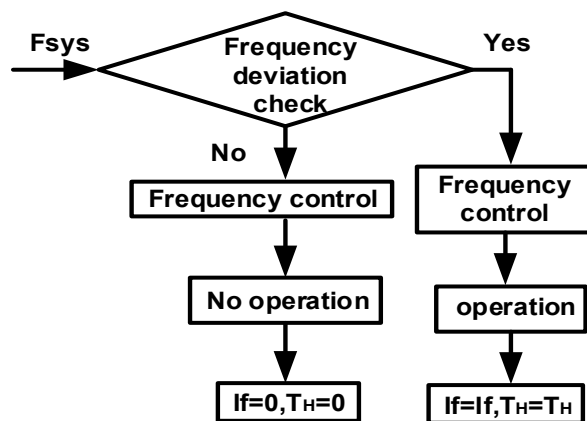 Fsys
Frequency
deviation
check
Yes
No
Frequency control
Frequency
control
No operation
operation
If=0,TH=0
If=If,TH=TH